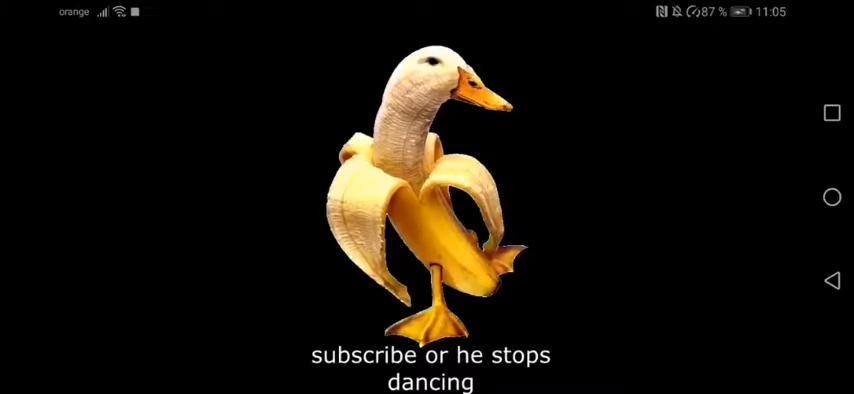 orange 87 % 11:05
subscribe or he stops
dancing